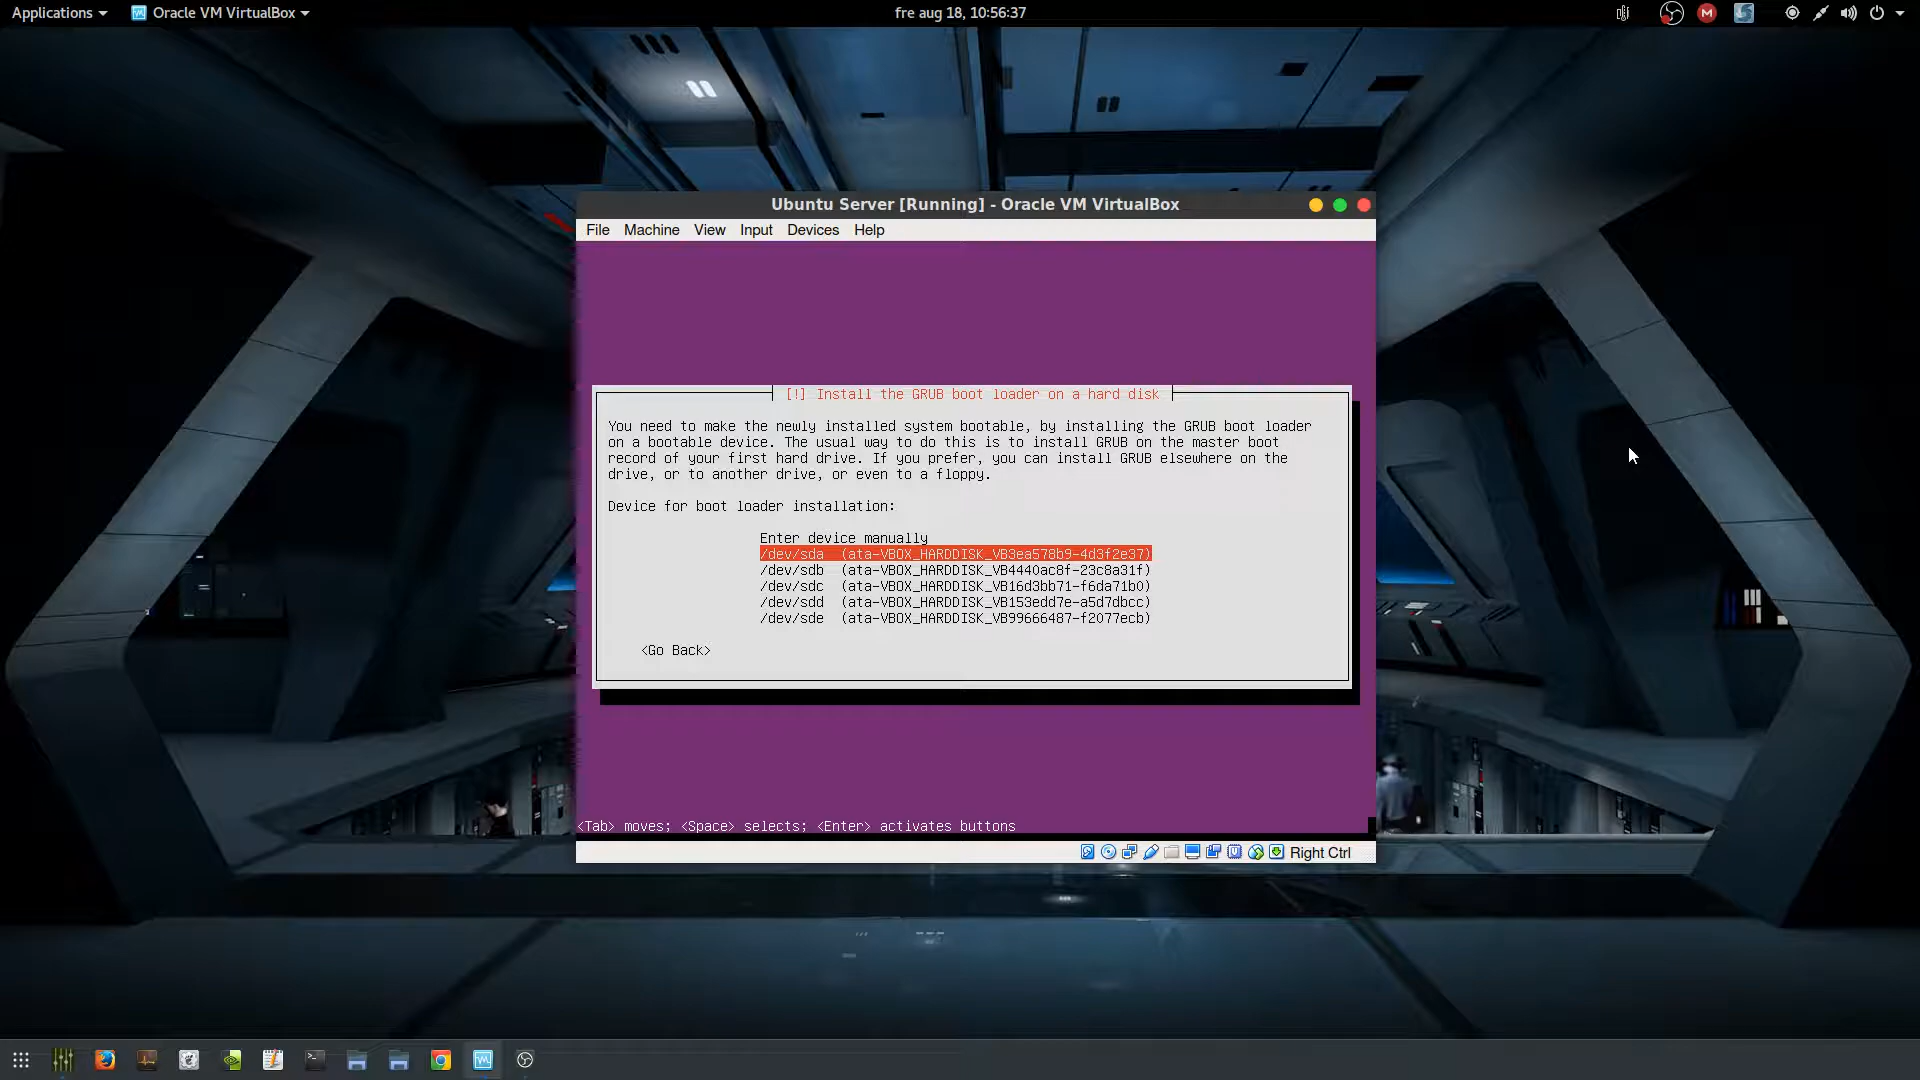 Applications Oracle VM VirtualBox fre aug 18, 10:56:37
Ubuntu Server [Running] - Oracle VM VirtualBox
File Machine View Input Devices Help
[!] Install the GRUB boot loader on a hard disk
You need to make the newly installed system bootable, by installing the GRUB boot loader
on a bootable device. The usual way to do this is to install GRUB on the master boot
record of your first hard drive. If you prefer, you can install GRUB elsewhere on the
drive, or to another drive, or even to a floppy.
Device for boot loader installation:
Enter device manually
/dev/sda (ata-VBOX_HARDDISK_VB3ea578b9-4d3f2e37)
/dev/sdb (ata-VBOX_HARDDISK_VB4440ac8f-23c8a31f)
/dev/sdc (ata-VBOX_HARDDISK_VB16d3bb71-f6da71b0)
/dev/sdd (ata-VBOX_HARDDISK_VB153edd7e-a5d7dbcc)
/dev/sde (ata-VBOX_HARDDISK_VB99666487-f2077ecb)
<Go Back>
<Tab> moves; <Space> selects; <Enter> activates buttons
Right Ctrl